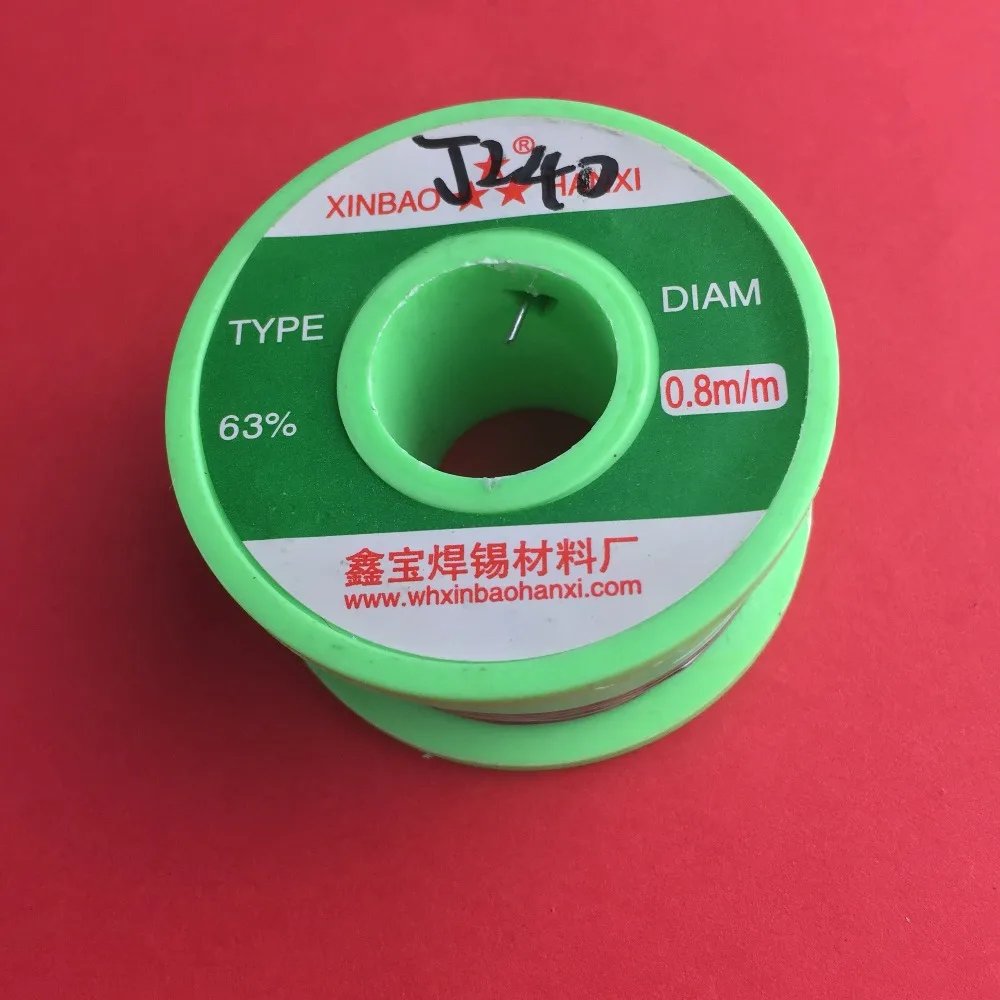 J240
XINBAO HANXI ®
TYPE
DIAM
63%
0.8m/m
鑫宝焊锡材料厂
www.whxinbaohanxi.com